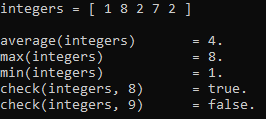 integers = [ 1 8 2 7 2 ]
average(integers) = 4.
max(integers) = 8.
min(integers) = 1.
check(integers, 8) = true.
check(integers, 9) = false.